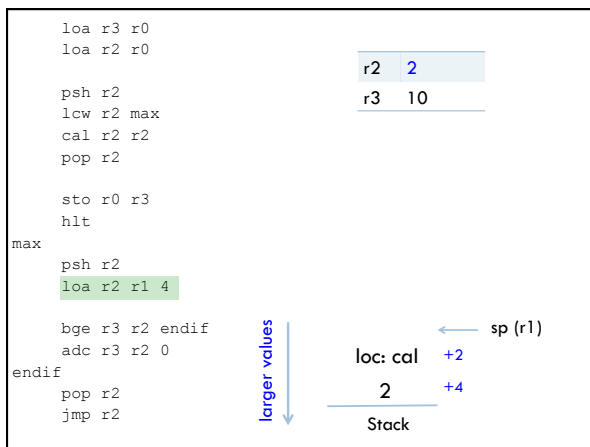 loa r3 r0
loa r2 r0
psh r2
lcw r2 max
cal r2 r2
pop r2
sto r0 r3
hlt
max
psh r2
loa r2 r1 4
bge r3 r2 endif
adc r3 r2 0
endif
pop r2
jmp r2
r2 2
r3 10
larger values
sp (r1)
loc: cal +2
2 +4
Stack